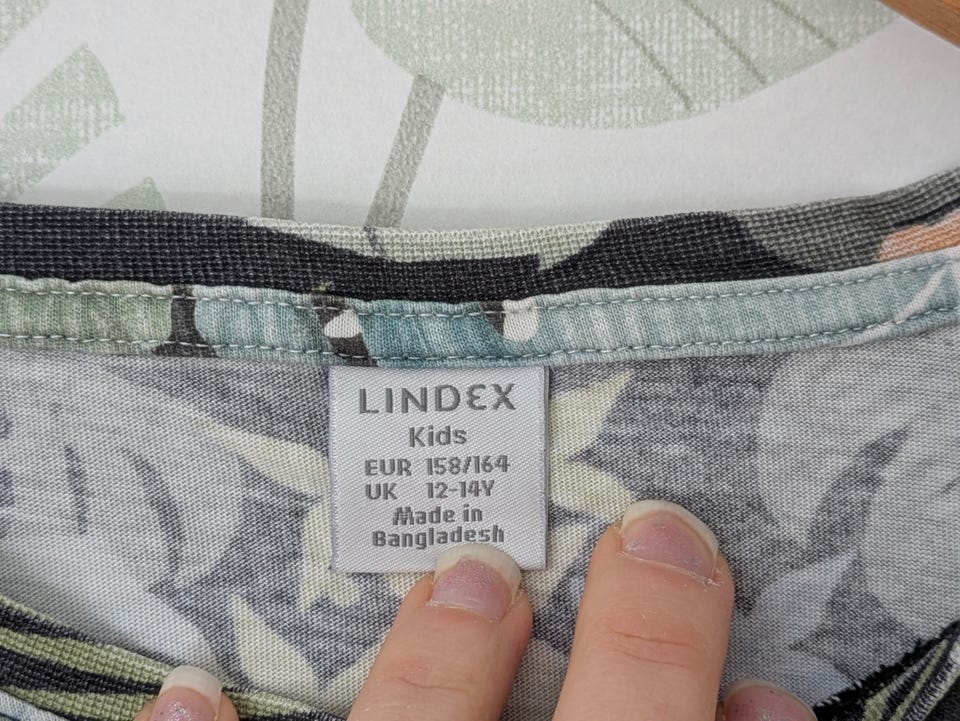 LINDEX
Kids
EUR 158/164
UK 12-14Y
Made in
Bangladesh